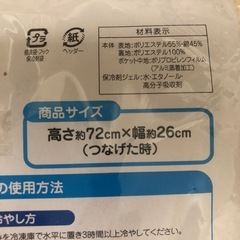 材料表示
本体 表地:ポリエステル55%・綿45%
裏地:ポリエステル100%
ポケット中地:ポリプロピレンフィルム
(アルミ蒸着加工)
保冷剤ジェル:水・エタノール・
高分子吸収剤
プラ
紙
ヘッダー
商品サイズ
高さ約72cm×幅約26cm
(つなげた時)
の使用方法
冷やし方
冷凍庫で水平に置き3時間以上冷やしてください。